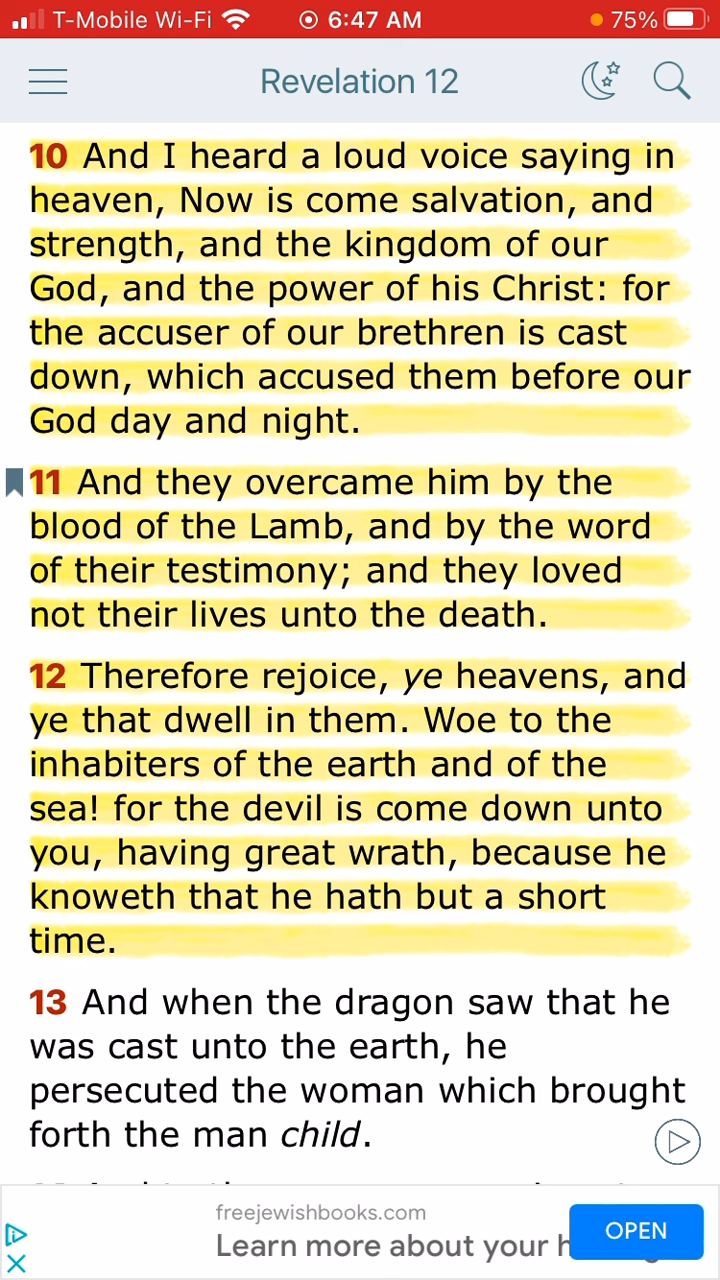 T-Mobile Wi-Fi 6:47 AM 75%
Revelation 12
10 And I heard a loud voice saying in
heaven, Now is come salvation, and
strength, and the kingdom of our
God, and the power of his Christ: for
the accuser of our brethren is cast
down, which accused them before our
God day and night.
11 And they overcame him by the
blood of the Lamb, and by the word
of their testimony; and they loved
not their lives unto the death.
12 Therefore rejoice, ye heavens, and
ye that dwell in them. Woe to the
inhabiters of the earth and of the
sea! for the devil is come down unto
you, having great wrath, because he
knoweth that he hath but a short
time.
13 And when the dragon saw that he
was cast unto the earth, he
persecuted the woman which brought
forth the man child.
freejewishbooks.com
Learn more about your
OPEN